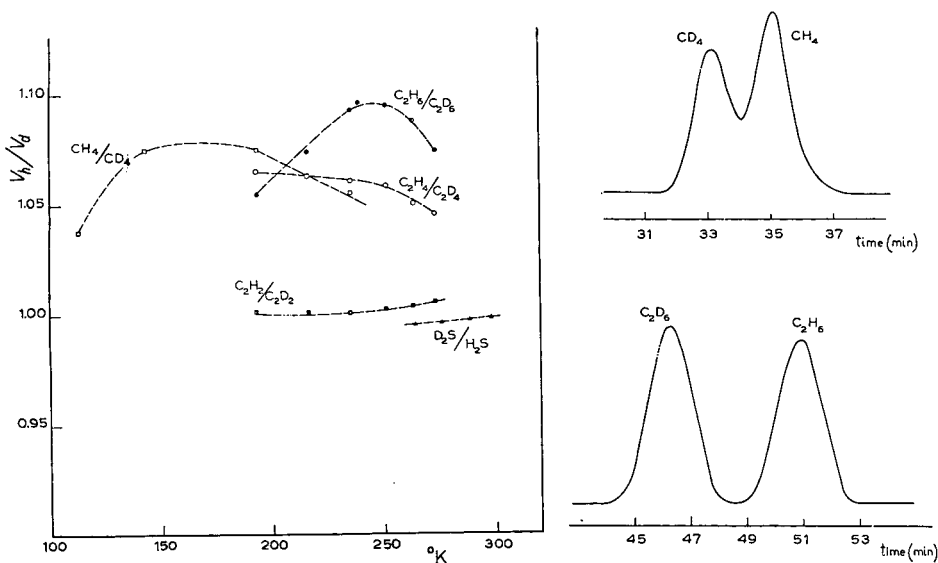 1.10
1.05
1.00
0.95
V_h/V_d
CH₄/CD₄
C₂H₆/C₂D₆
C₂H₄/C₂D₄
C₂H₂/C₂D₂
D₂S/H₂S
100
200
250
300
°K
CD₄
CH₄
31
33
35
37
time (min)
C₂D₆
C₂H₆
45
47
49
51
53
time (min)